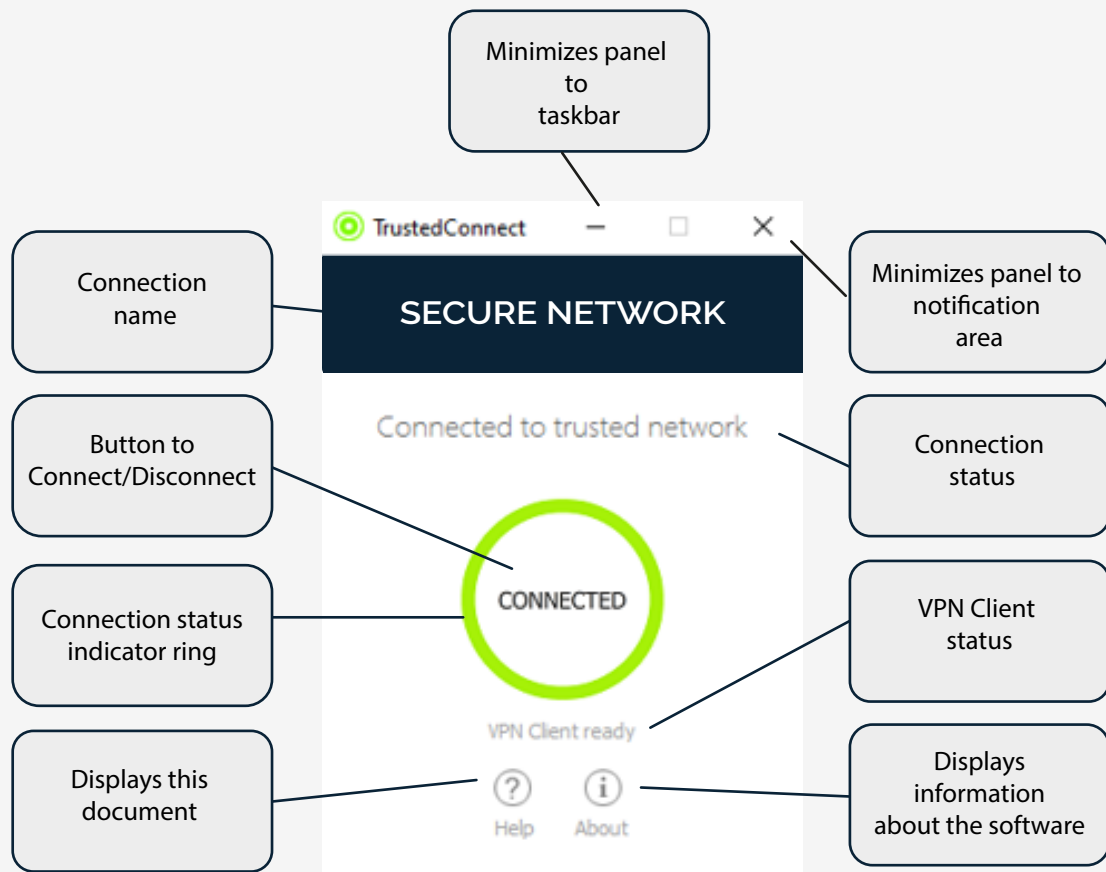 Minimizes panel
to
taskbar
TrustedConnect
Connection
name
SECURE NETWORK
Minimizes panel to
notification
area
Button to
Connect/Disconnect
Connected to trusted network
Connection
status
CONNECTED
Connection status
indicator ring
VPN Client
status
VPN Client ready
Displays this
document
?
i
Help
About
Displays
information
about the software